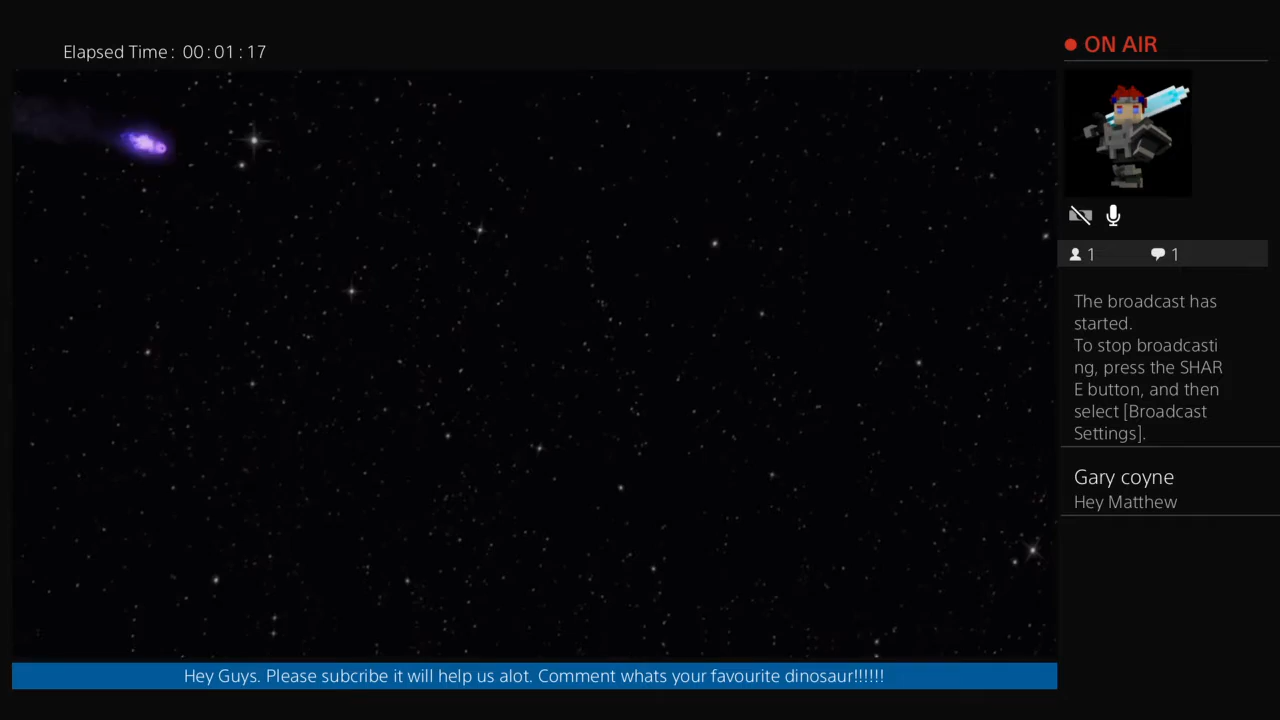 Elapsed Time: 00:01:17
ON AIR
1 1
The broadcast has
started.
To stop broadcasti
ng, press the SHAR
E button, and then
select [Broadcast
Settings].
Gary coyne
Hey Matthew
Hey Guys. Please subcribe it will help us alot. Comment whats your favourite dinosaur!!!!!!